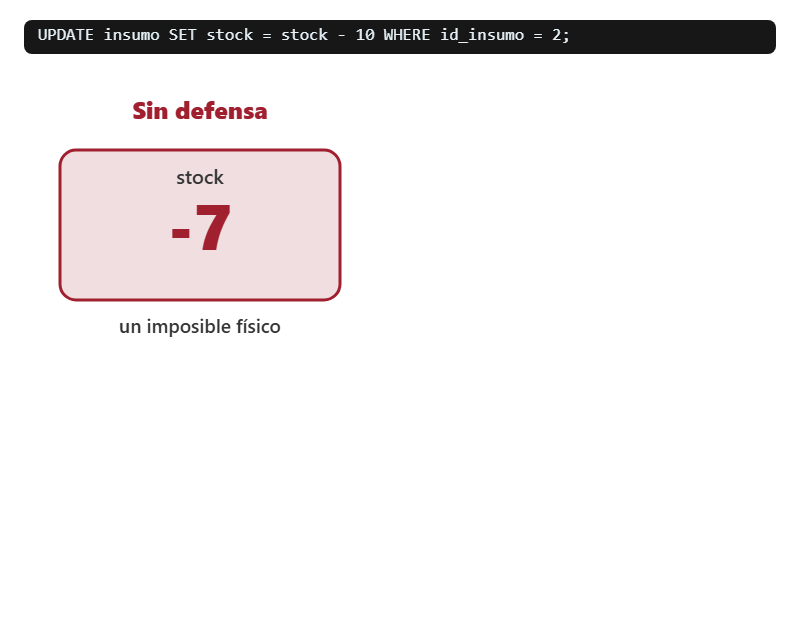 UPDATE insumo SET stock = stock - 10 WHERE id_insumo = 2;
Sin defensa
stock
-7
un imposible físico